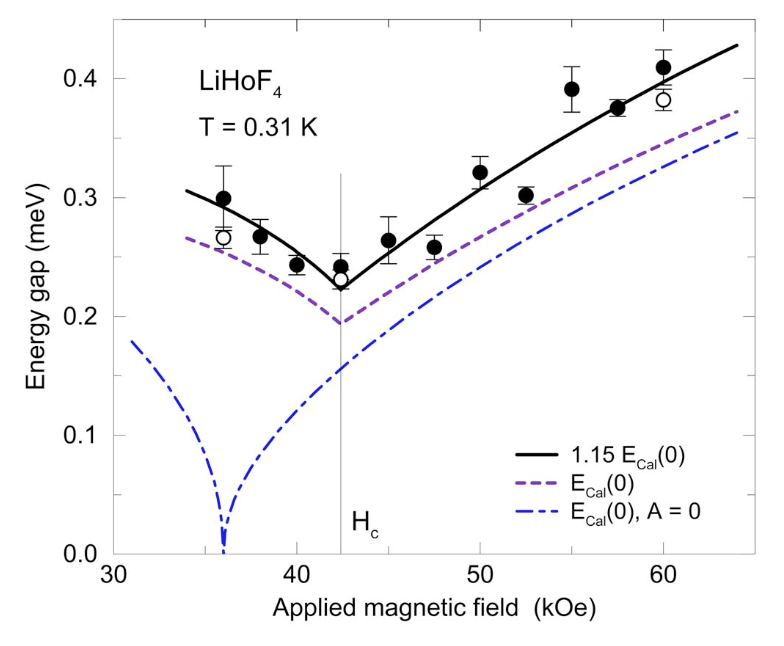 LiHoF4
T = 0.31 K
0.4
0.3
0.2
0.1
0.0
Energy gap (meV)
1.15 ECal(0)
ECal(0)
ECal(0), A = 0
Hc
30
40
50
60
Applied magnetic field (kOe)